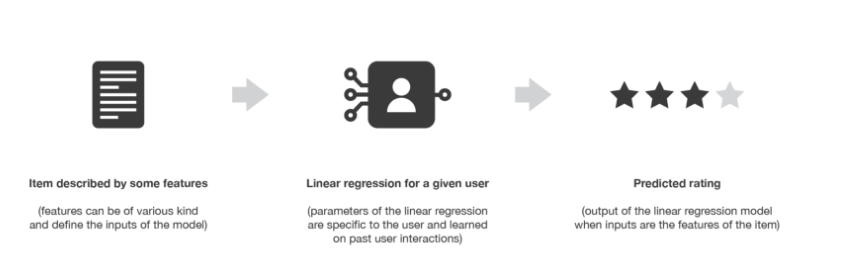 Item described by some features
(features can be of various kind
and define the inputs of the model)
Linear regression for a given user
(parameters of the linear regression
are specific to the user and learned
on past user interactions)
Predicted rating
(output of the linear regression model
when inputs are the features of the item)